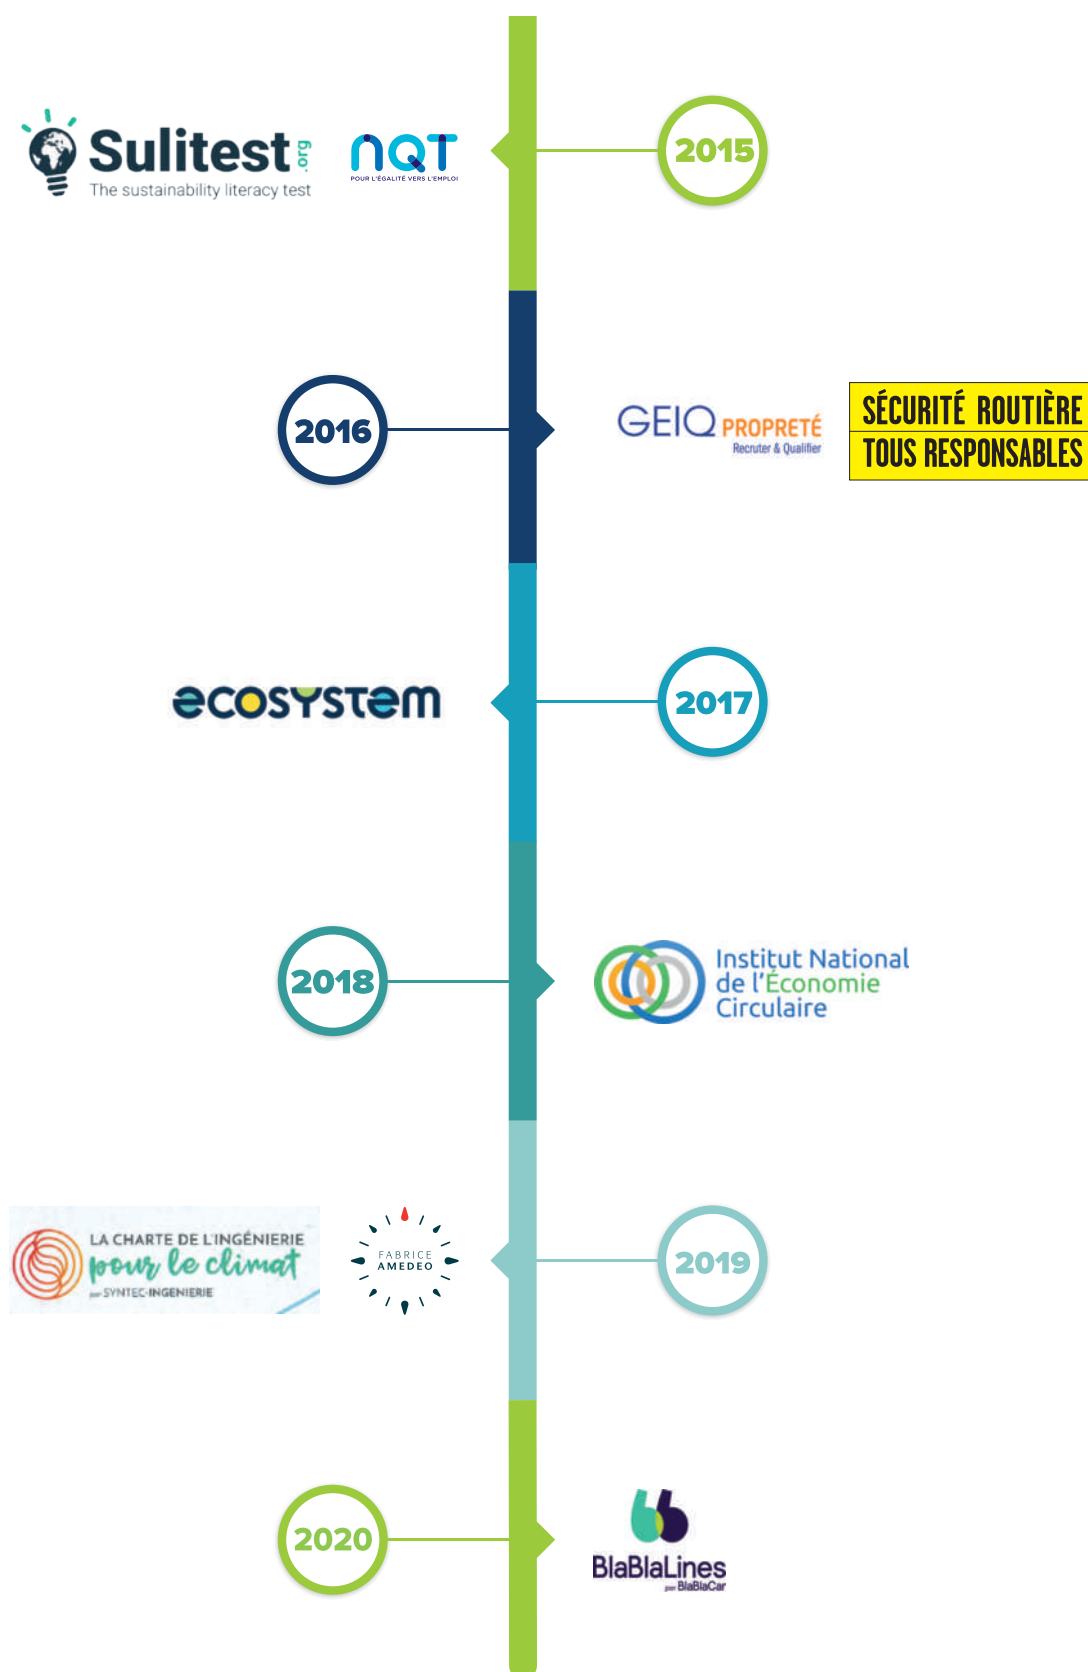 Sulitest
.org
The sustainability literacy test
NQT
POUR L'ÉGALITÉ VERS L'EMPLOI
2015
2016
GEIQ PROPRETÉ
Recruter & Qualifier
SÉCURITÉ ROUTIÈRE
TOUS RESPONSABLES
ecosystem
2017
2018
Institut National
de l'Économie
Circulaire
LA CHARTE DE L'INGÉNIERIE
pour le climat
par SYNTEC-INGENIERIE
FABRICE
AMEDEO
2019
2020
BlaBlaLines
par BlaBlaCar